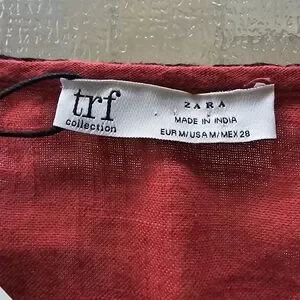 trf
collection
ZARA
MADE IN INDIA
EUR M/USA M/MEX 28